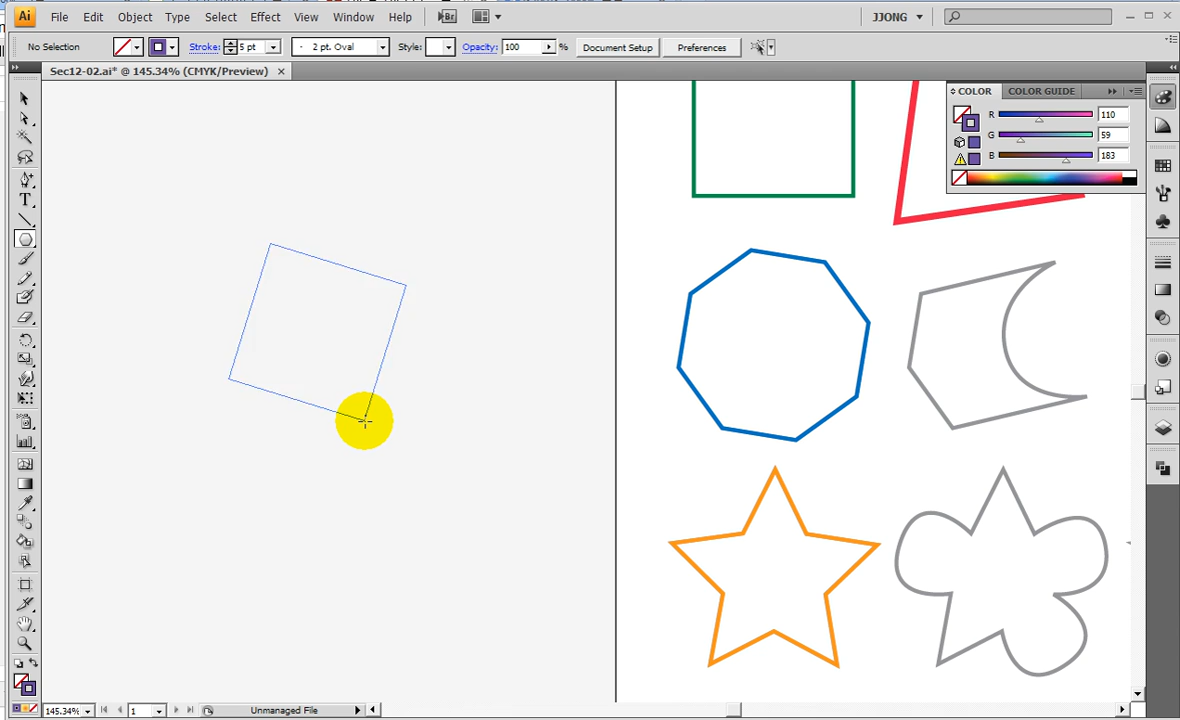 Ai File Edit Object Type Select Effect View Window Help Br JJONG
No Selection Stroke: 5 pt 2 pt. Oval Style: Opacity: 100 % Document Setup Preferences
Sec12-02.ai* @ 145.34% (CMYK/Preview)
COLOR COLOR GUIDE
R 110
G 59
B 183
T
145.34% 1 Unmanaged File